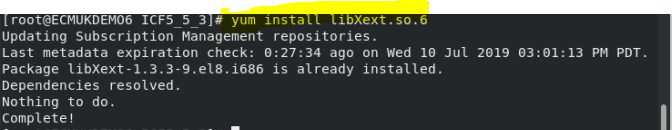 [root@ECMUKDEMO6 ICF5_5_3]# yum install libXext.so.6
Updating Subscription Management repositories.
Last metadata expiration check: 0:27:34 ago on Wed 10 Jul 2019 03:01:13 PM PDT.
Package libXext-1.3.3-9.el8.i686 is already installed.
Dependencies resolved.
Nothing to do.
Complete!